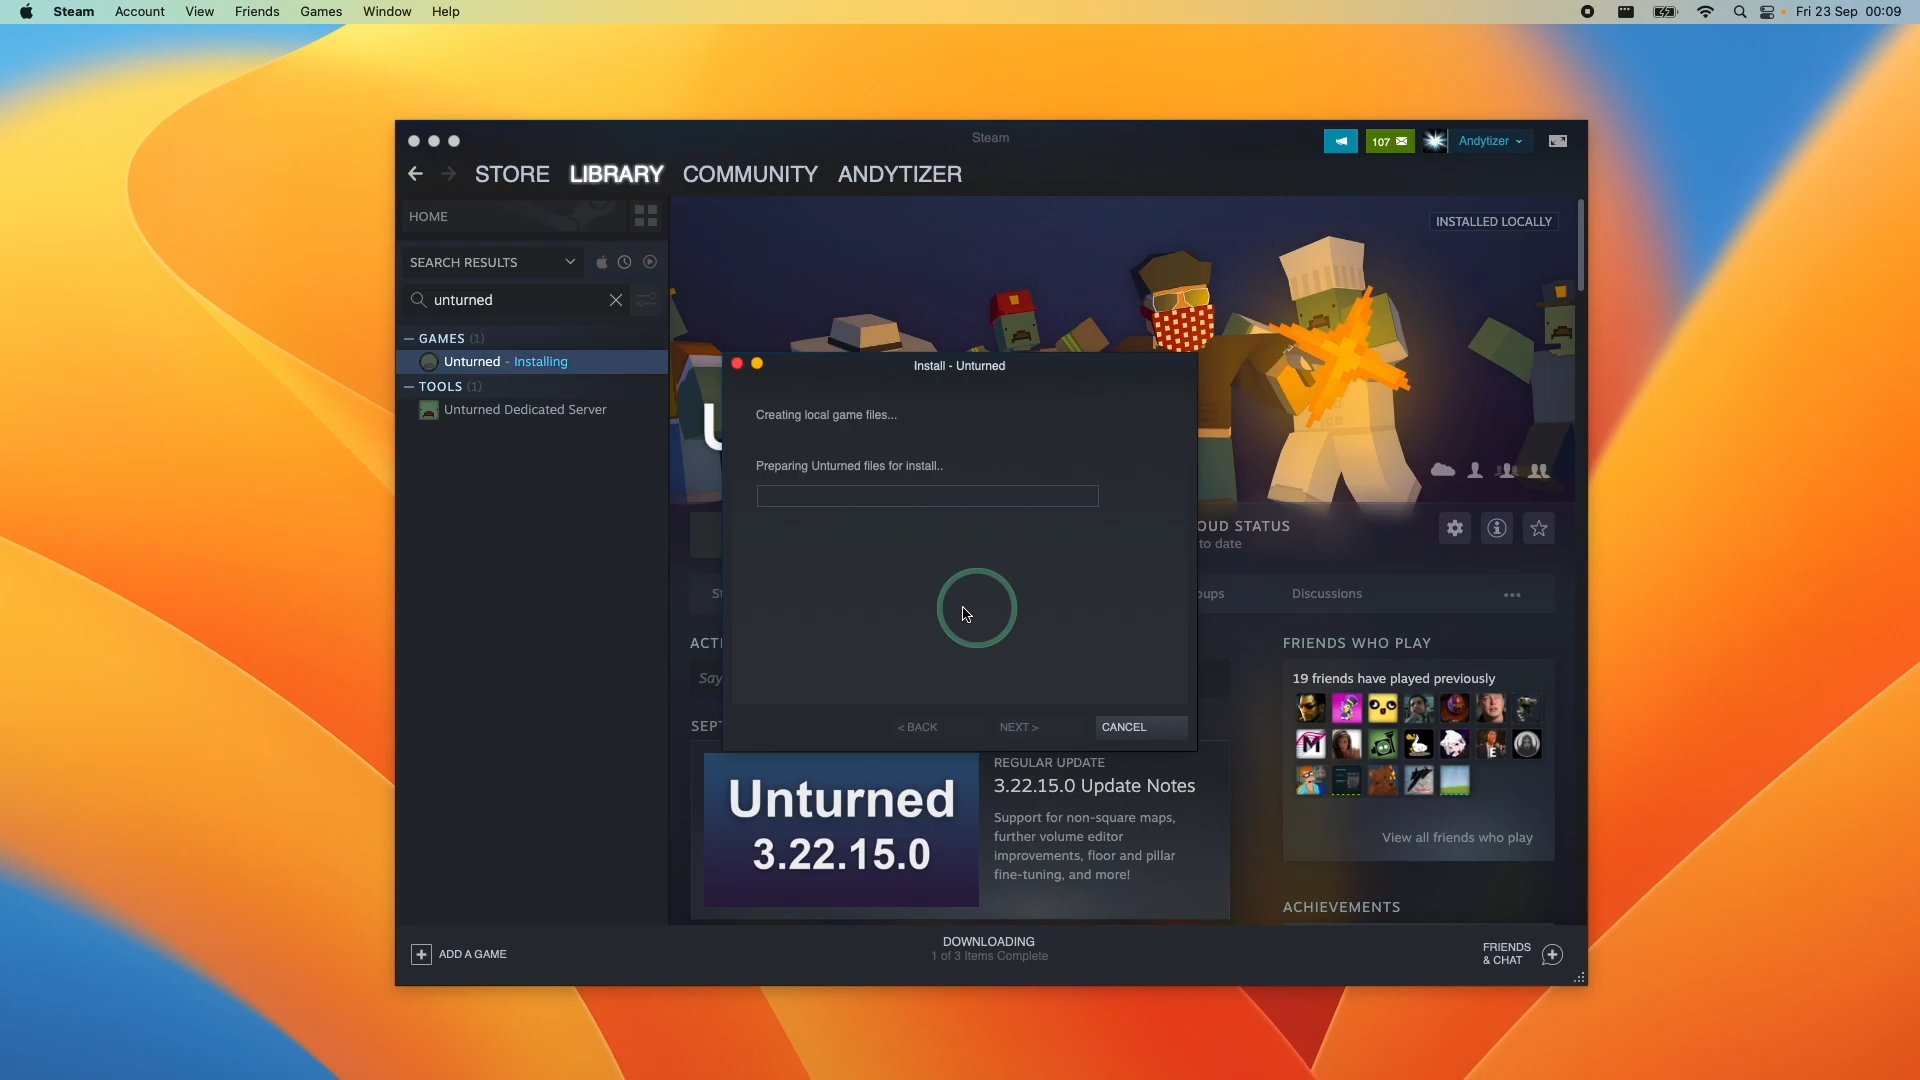 Steam Account View Friends Games Window Help
Fri 23 Sep 00:09
Steam
107
Andytizer
STORE LIBRARY COMMUNITY ANDYTIZER
HOME
INSTALLED LOCALLY
SEARCH RESULTS
unturned
GAMES (1)
Unturned - Installing
TOOLS (1)
Unturned Dedicated Server
Install - Unturned
Creating local game files...
Preparing Unturned files for install..
< BACK
NEXT >
CANCEL
OUD STATUS
to date
St
oups
Discussions
ACTI
Say
SEPT
FRIENDS WHO PLAY
19 friends have played previously
View all friends who play
Unturned
3.22.15.0
REGULAR UPDATE
3.22.15.0 Update Notes
Support for non-square maps,
further volume editor
improvements, floor and pillar
fine-tuning, and more!
ACHIEVEMENTS
ADD A GAME
DOWNLOADING
1 of 3 Items Complete
FRIENDS
& CHAT